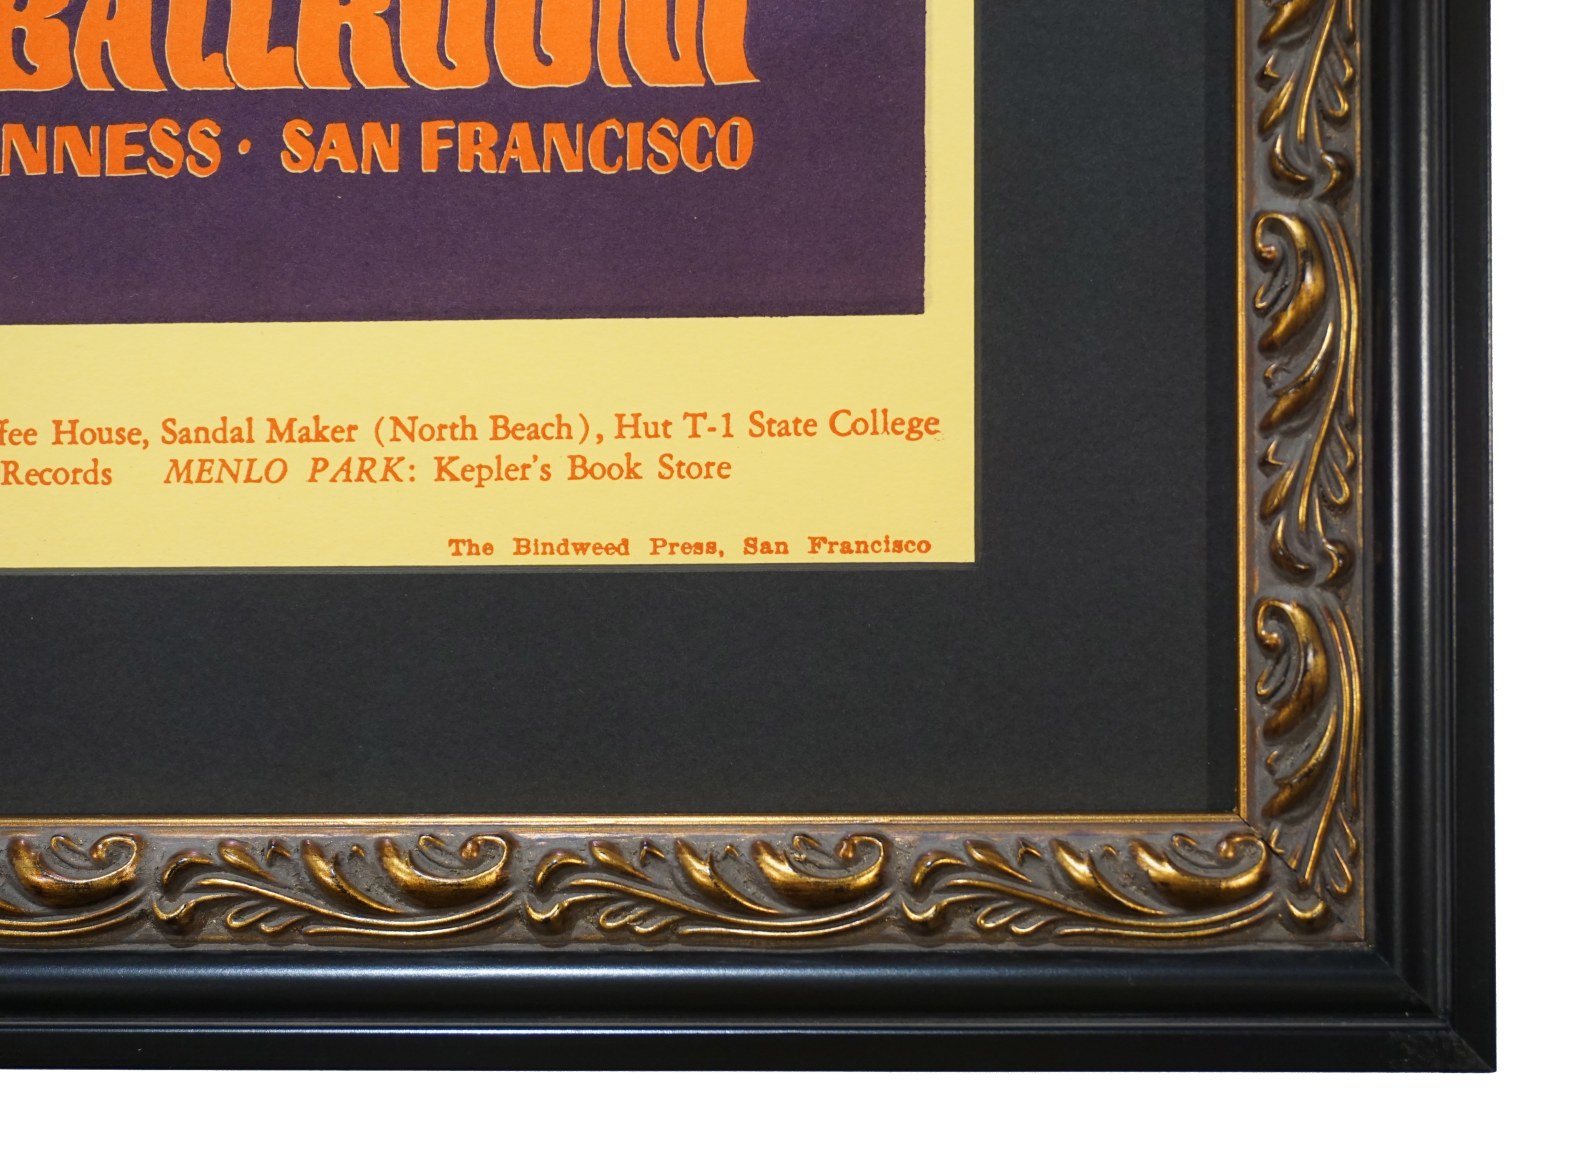 BALLROOM
NNESS · SAN FRANCISCO
fee House, Sandal Maker (North Beach), Hut T-1 State College
Records MENLO PARK: Kepler's Book Store
The Bindweed Press, San Francisco